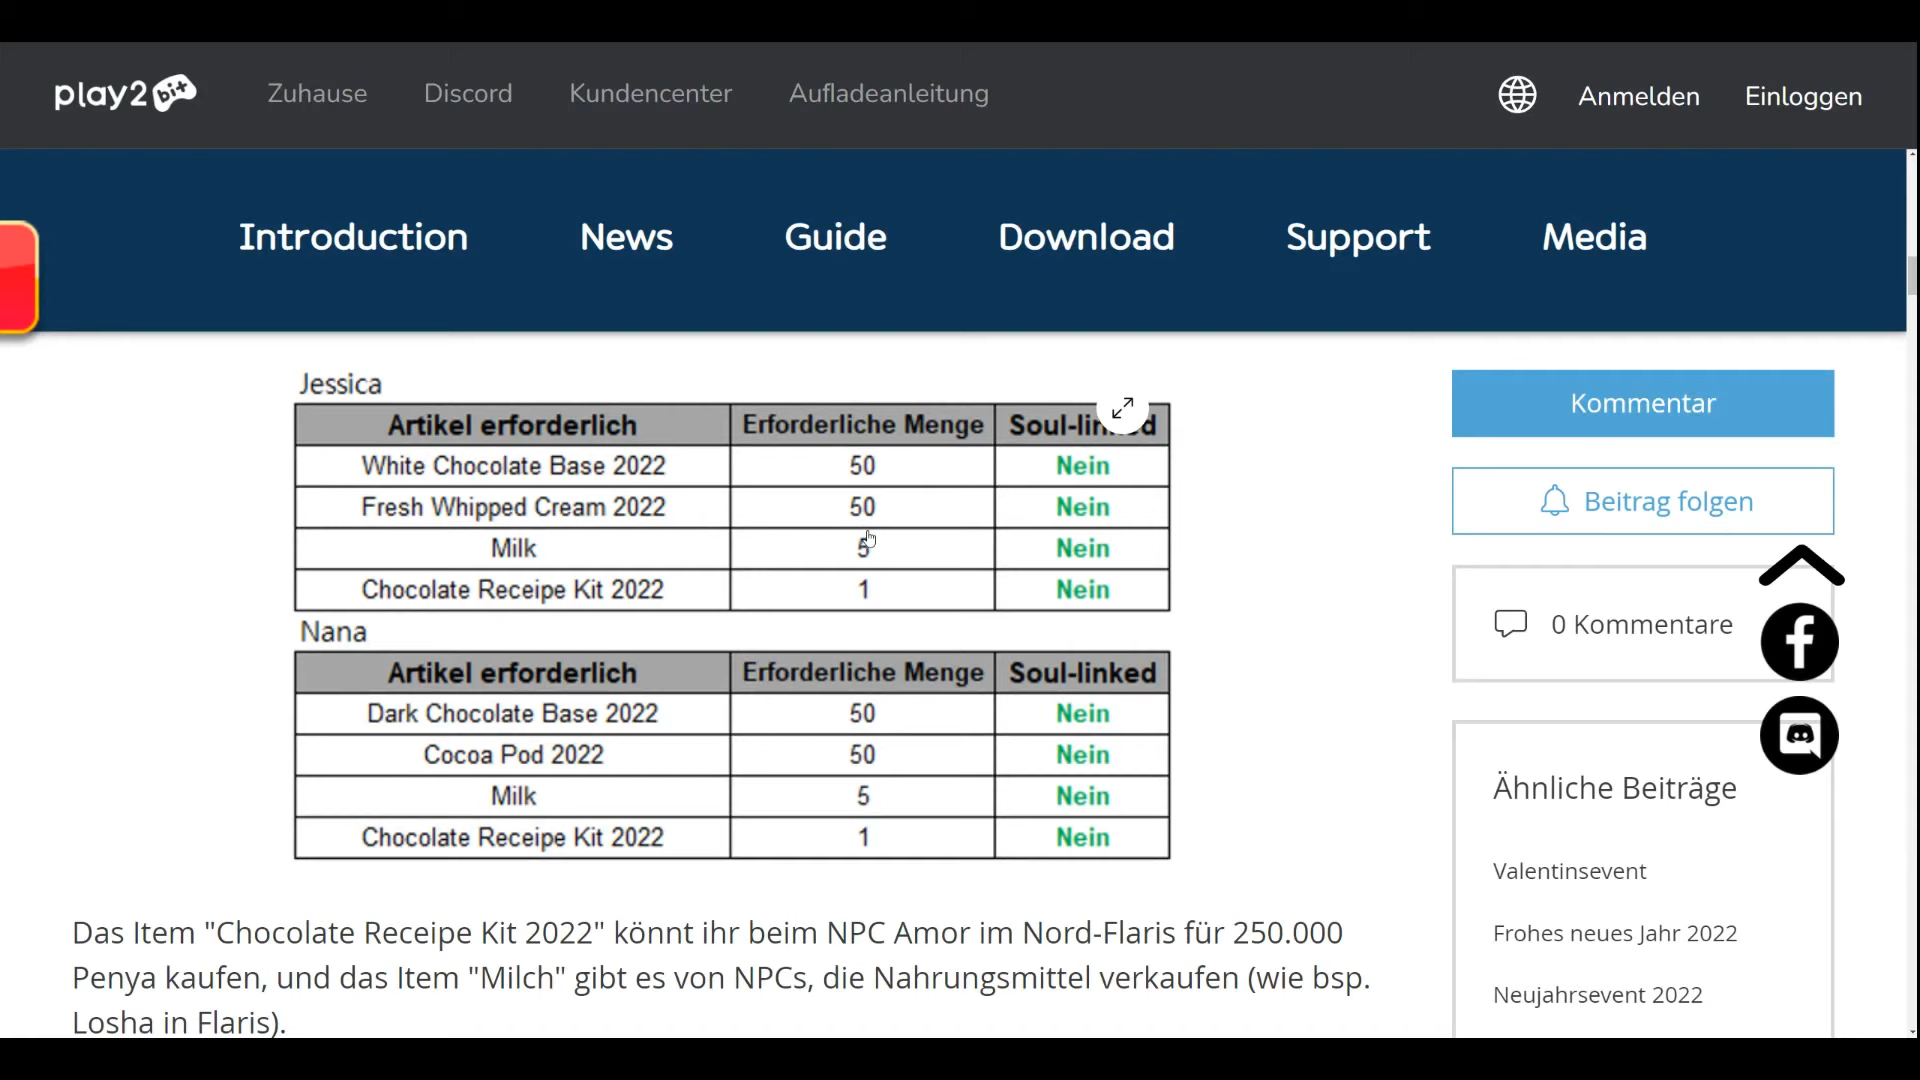 play2bit
Zuhause Discord Kundencenter Aufladeanleitung Anmelden Einloggen
Introduction News Guide Download Support Media
Jessica
Artikel erforderlich Erforderliche Menge
White Chocolate Base 2022 50 Nein
Fresh Whipped Cream 2022 50 Nein
Milk 5 Nein
Chocolate Receipe Kit 2022 1 Nein
Nana
Artikel erforderlich Erforderliche Menge Soul-linked
Dark Chocolate Base 2022 50 Nein
Cocoa Pod 2022 50 Nein
Milk 5 Nein
Chocolate Receipe Kit 2022 1 Nein
Das Item "Chocolate Receipe Kit 2022" könnt ihr beim NPC Amor im Nord-Flaris für 250.000
Penya kaufen, und das Item "Milch" gibt es von NPCs, die Nahrungsmittel verkaufen (wie bsp.
Losha in Flaris).
Kommentar
Beitrag folgen
0 Kommentare
Ähnliche Beiträge
Valentinsevent
Frohes neues Jahr 2022
Neujahrsevent 2022